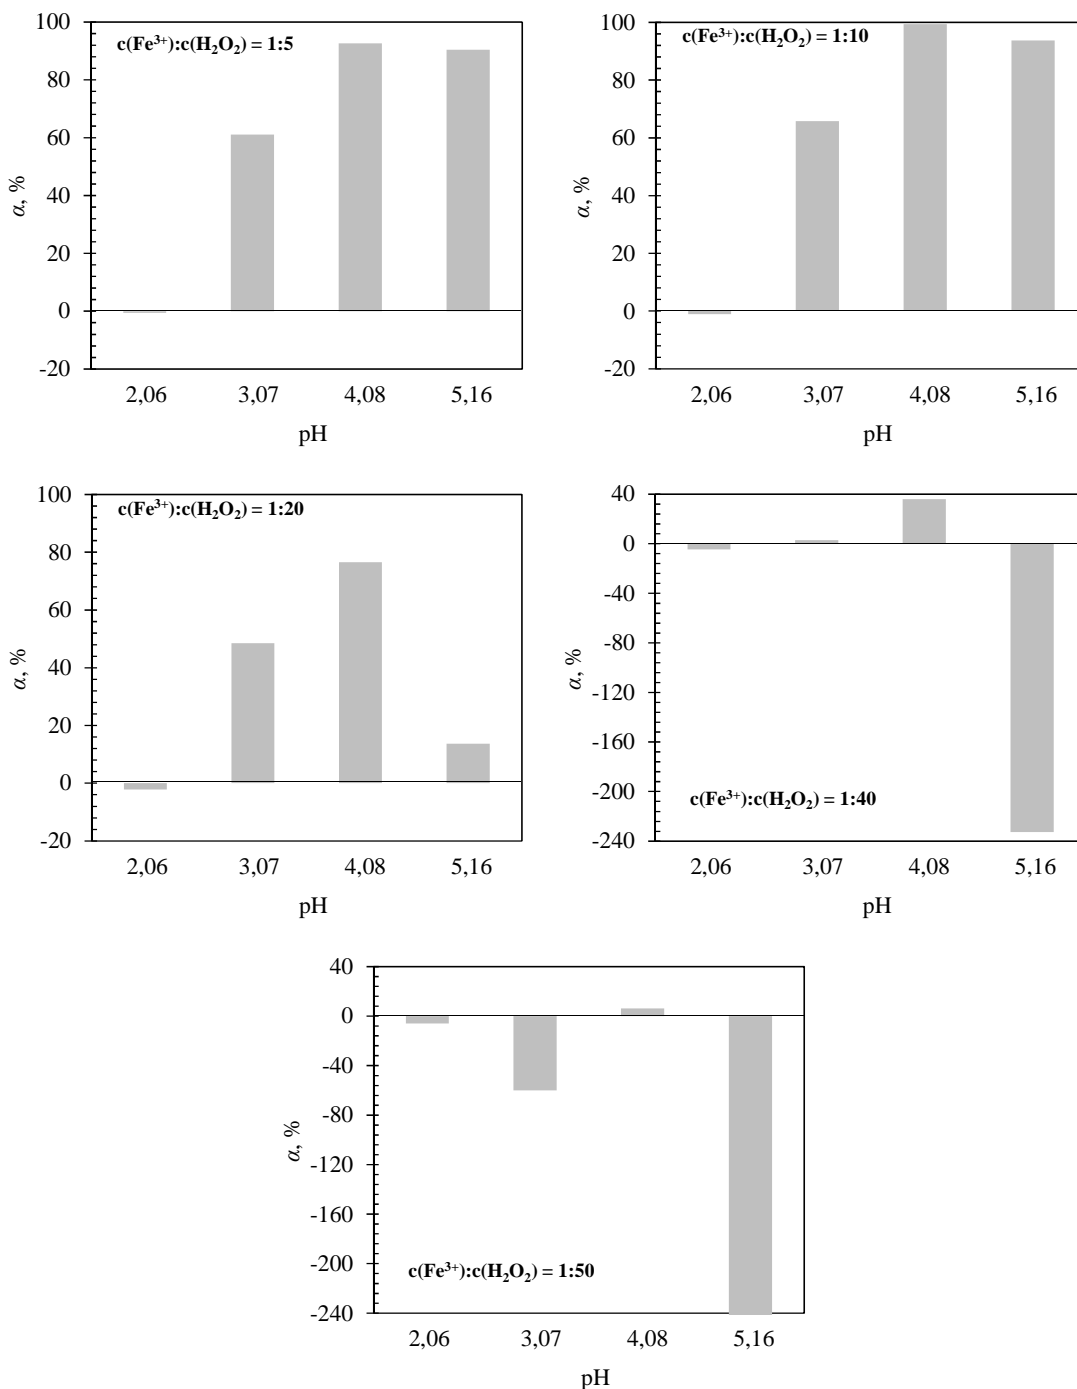 c(Fe³⁺):c(H₂O₂) = 1:5
100
80
60
40
20
0
-20
α, %
2,06 3,07 4,08 5,16
pH
c(Fe³⁺):c(H₂O₂) = 1:10
100
80
60
40
20
0
-20
α, %
2,06 3,07 4,08 5,16
pH
c(Fe³⁺):c(H₂O₂) = 1:20
100
80
60
40
20
0
-20
α, %
2,06 3,07 4,08 5,16
pH
40
0
-40
-80
-120
-160
-200
-240
α, %
c(Fe³⁺):c(H₂O₂) = 1:40
2,06 3,07 4,08 5,16
pH
40
0
-40
-80
-120
-160
-200
-240
α, %
c(Fe³⁺):c(H₂O₂) = 1:50
2,06 3,07 4,08 5,16
pH